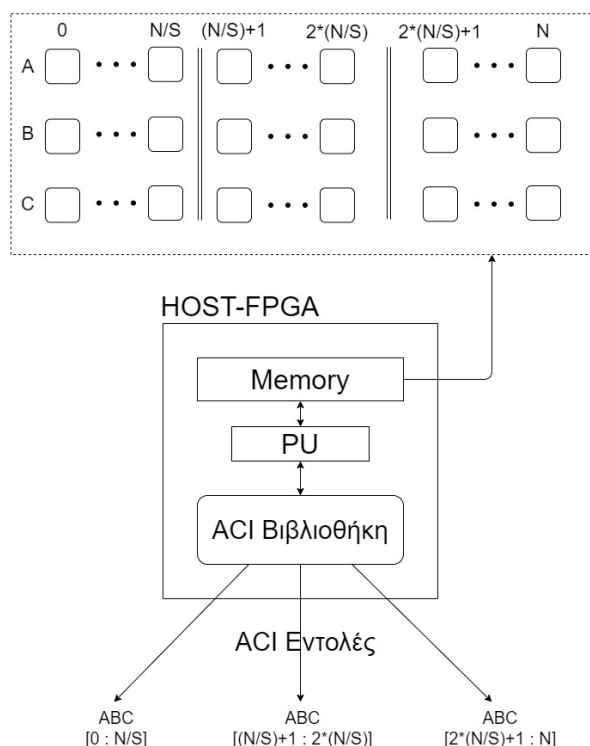 0 N/S (N/S)+1 2*(N/S) 2*(N/S)+1 N
A
B
C
HOST-FPGA
Memory
PU
ACI Βιβλιοθήκη
ACI Εντολές
ABC ABC ABC
[0 : N/S] [(N/S)+1 : 2*(N/S)] [2*(N/S)+1 : N]